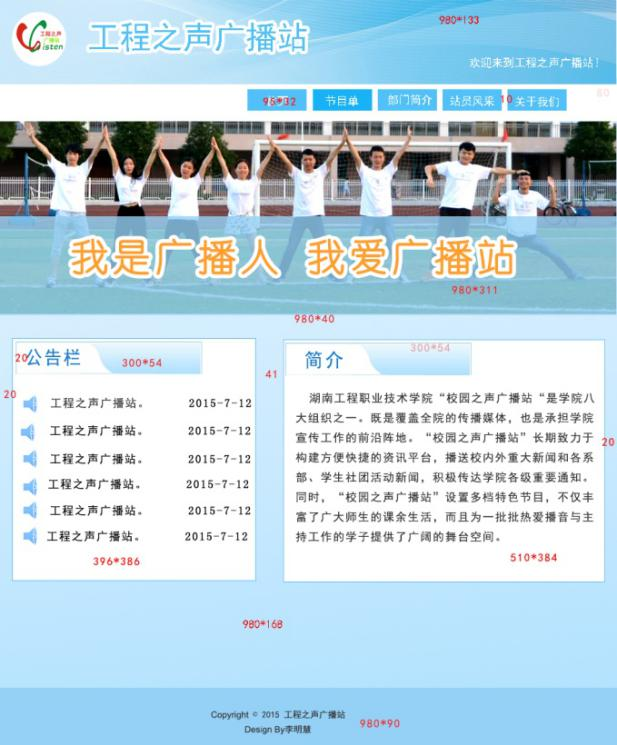 工程之声
广播站
isten
工程之声广播站
980*133
欢迎来到工程之声广播站！
96*32
节目单
部门简介
站员风采
10
关于我们
80
我是广播人 我爱广播站
980*311
980*40
20
公告栏
300*54
20
工程之声广播站。 2015-7-12
工程之声广播站。 2015-7-12
工程之声广播站。 2015-7-12
工程之声广播站。 2015-7-12
工程之声广播站。 2015-7-12
工程之声广播站。 2015-7-12
396*386
41
简介
300*54
湖南工程职业技术学院“校园之声广播站“是学院八
大组织之一。既是覆盖全院的传播媒体，也是承担学院
宣传工作的前沿阵地。“校园之声广播站”长期致力于
构建方便快捷的资讯平台，播送校内外重大新闻和各系
部、学生社团活动新闻，积极传达学院各级重要通知。
同时，“校园之声广播站”设置多档特色节目，不仅丰
富了广大师生的课余生活，而且为一批批热爱播音与主
持工作的学子提供了广阔的舞台空间。
20
510*384
980*168
Copyright © 2015 工程之声广播站
Design By李明慧
980*90